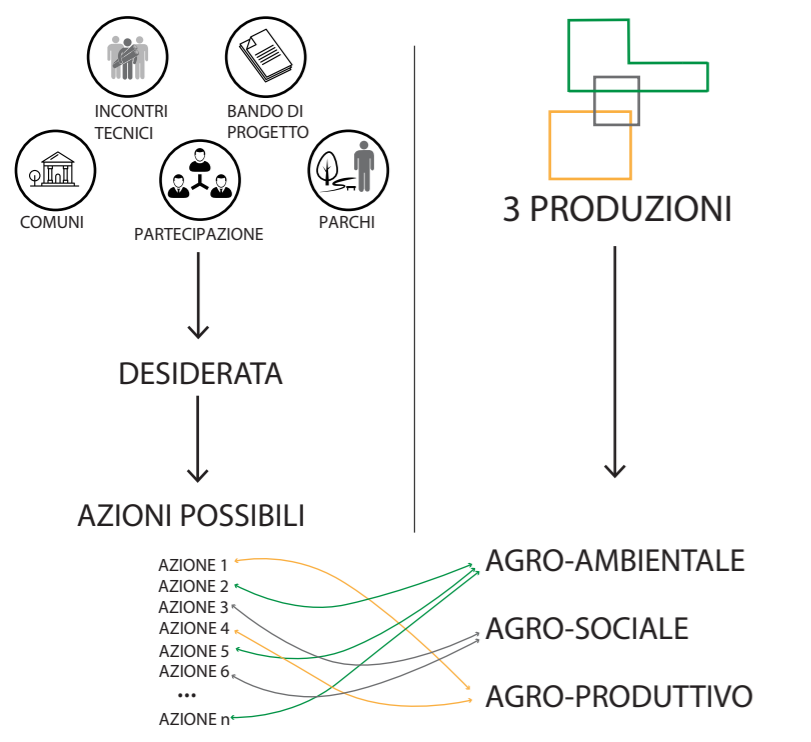 INCONTRI
TECNICI
BANDO DI
PROGETTO
COMUNI
PARTECIPAZIONE
PARCHI
DESIDERATA
AZIONI POSSIBILI
AZIONE 1
AZIONE 2
AZIONE 3
AZIONE 4
AZIONE 5
AZIONE 6
...
AZIONE n
3 PRODUZIONI
AGRO-AMBIENTALE
AGRO-SOCIALE
AGRO-PRODUTTIVO